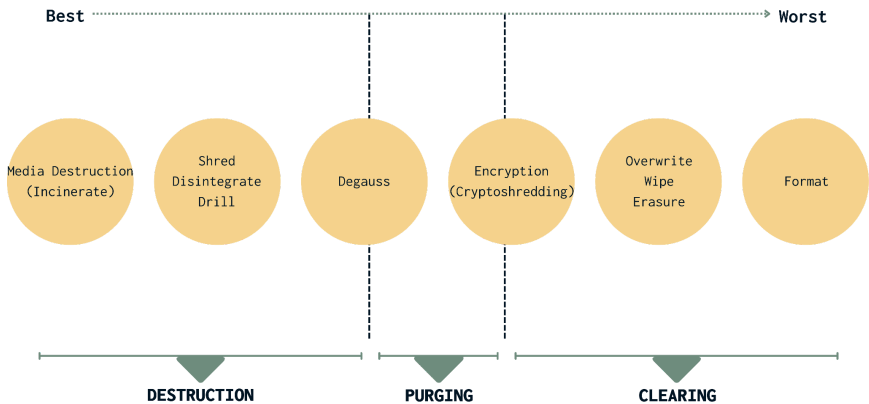 Best
Worst
Media Destruction
(Incinerate)
Shred
Disintegrate
Drill
Degauss
Encryption
(Cryptoshredding)
Overwrite
Wipe
Erasure
Format
DESTRUCTION
PURGING
CLEARING